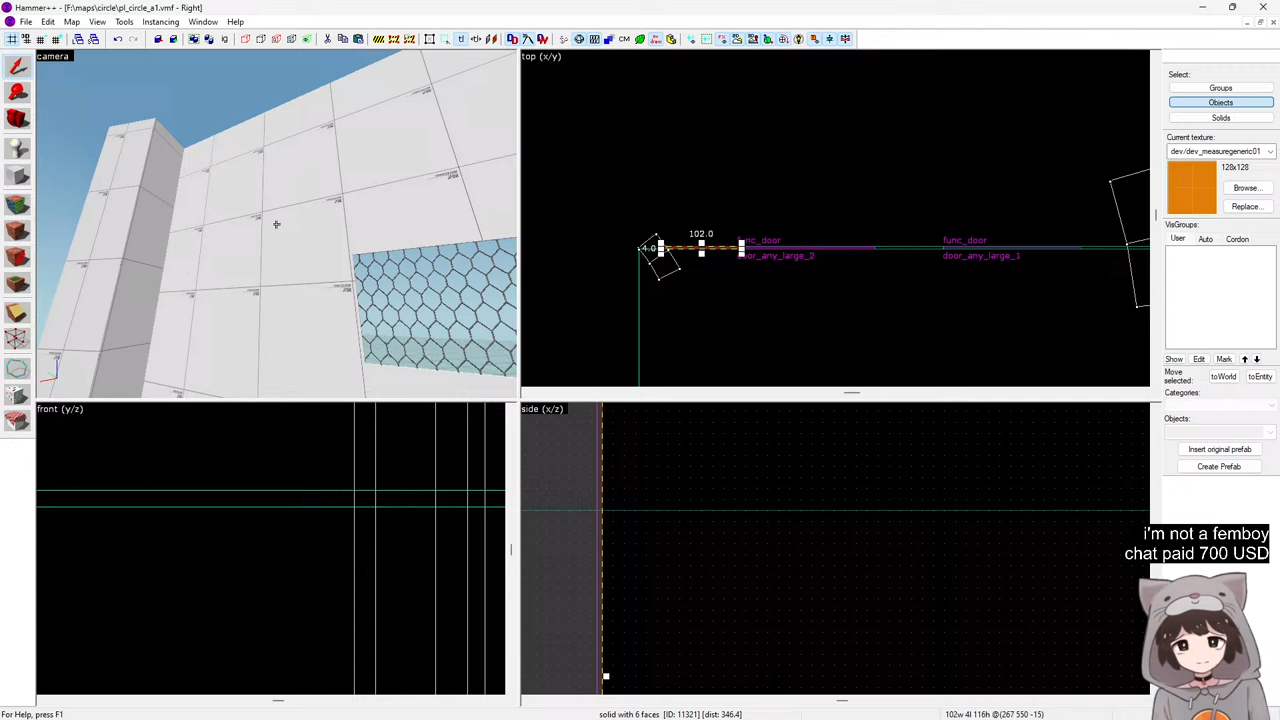 Hammer++ - [F:\maps\circle\pl_circle_a1.vmf - Right]
File Edit Map View Tools Instancing Window Help
camera
top (x/y)
102.0
4.0
func_door
door_any_large_2
func_door
door_any_large_1
front (y/z)
side (x/z)
Select:
Groups
Objects
Solids
Current texture:
dev/dev_measuregeneric01
128x128
Browse...
Replace...
VisGroups:
User Auto Cordon
Show Edit Mark
Move
selected: toWorld toEntity
Categories:
Objects:
Insert original prefab
Create Prefab
i'm not a femboy
chat paid 700 USD
For Help, press F1
solid with 6 faces [ID: 11321] [dist: 346.4]
102w 4l 116h @(267 550 -15)